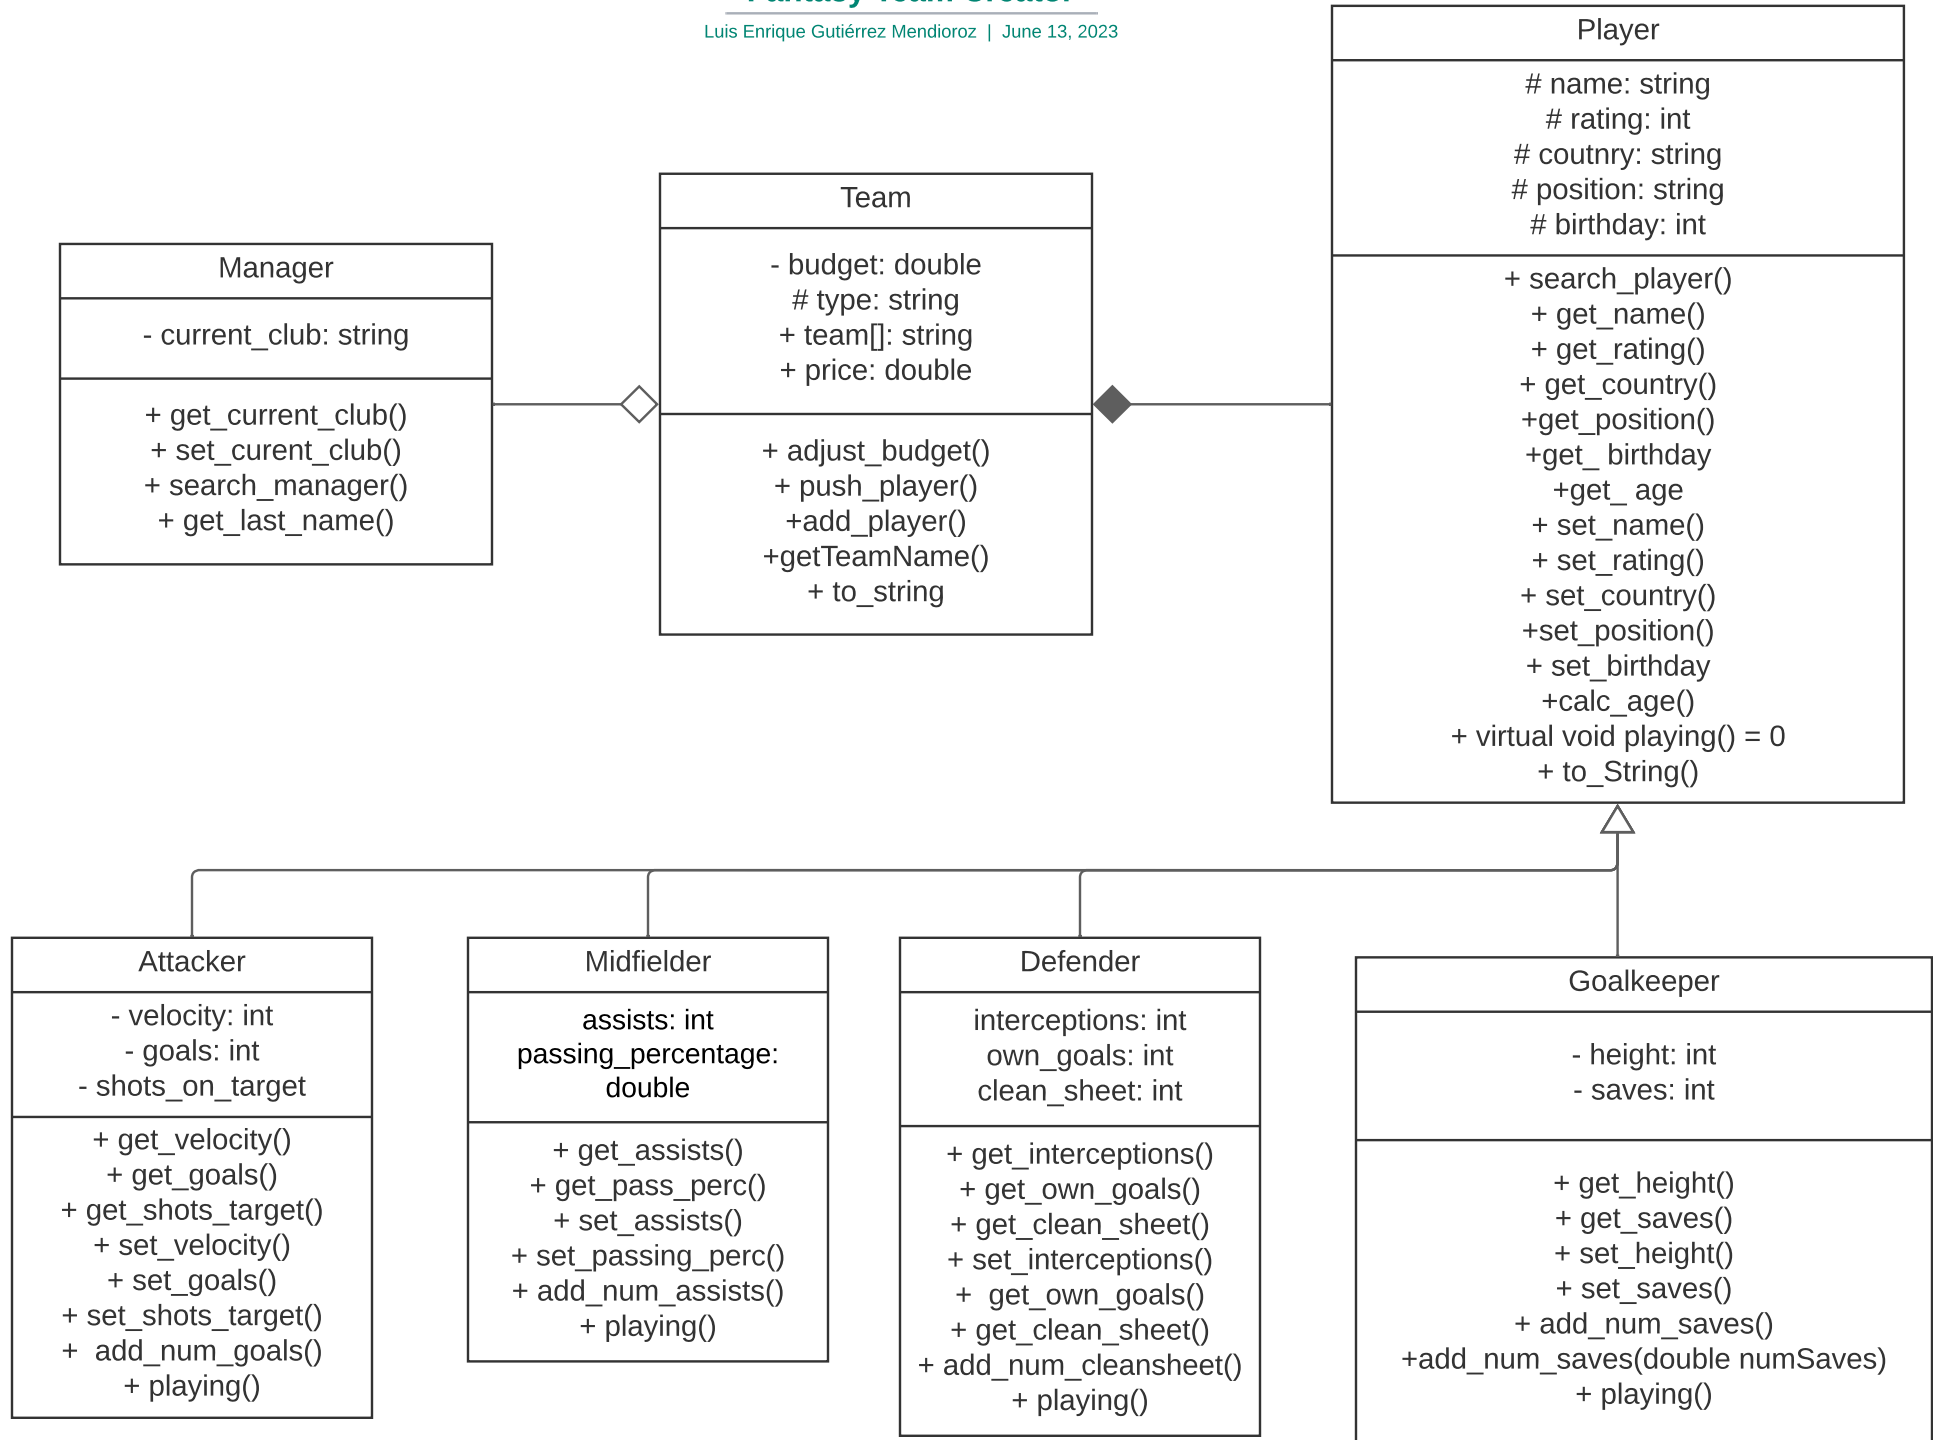 Fantasy Team Creator
Luis Enrique Gutiérrez Mendioroz | June 13, 2023
Player
# name: string
# rating: int
# coutnry: string
# position: string
# birthday: int
+ search_player()
+ get_name()
+ get_rating()
+ get_country()
+get_position()
+get_ birthday
+get_ age
+ set_name()
+ set_rating()
+ set_country()
+set_position()
+ set_birthday
+calc_age()
+ virtual void playing() = 0
+ to_String()
Team
- budget: double
# type: string
+ team[]: string
+ price: double
+ adjust_budget()
+ push_player()
+add_player()
+getTeamName()
+ to_string
Manager
- current_club: string
+ get_current_club()
+ set_curent_club()
+ search_manager()
+ get_last_name()
Attacker
- velocity: int
- goals: int
- shots_on_target
+ get_velocity()
+ get_goals()
+ get_shots_target()
+ set_velocity()
+ set_goals()
+ set_shots_target()
+  add_num_goals()
+ playing()
Midfielder
assists: int
passing_percentage:
double
+ get_assists()
+ get_pass_perc()
+ set_assists()
+ set_passing_perc()
+ add_num_assists()
+ playing()
Defender
interceptions: int
own_goals: int
clean_sheet: int
+ get_interceptions()
+ get_own_goals()
+ get_clean_sheet()
+ set_interceptions()
+  get_own_goals()
+ get_clean_sheet()
+ add_num_cleansheet()
+ playing()
Goalkeeper
- height: int
- saves: int
+ get_height()
+ get_saves()
+ set_height()
+ set_saves()
+ add_num_saves()
+add_num_saves(double numSaves)
+ playing()